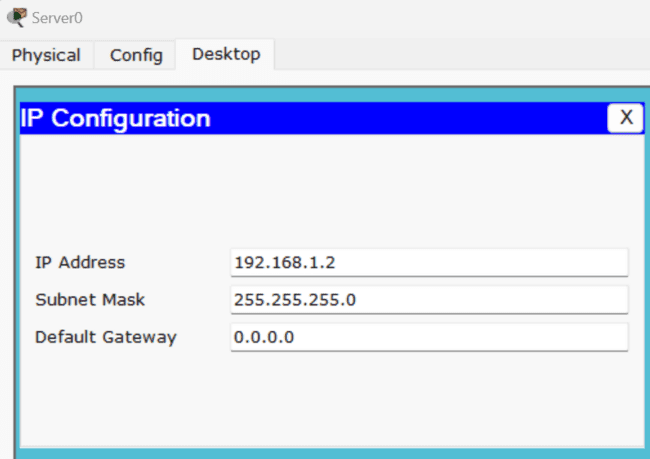 Server0
Physical Config Desktop
IP Configuration X
IP Address 192.168.1.2
Subnet Mask 255.255.255.0
Default Gateway 0.0.0.0